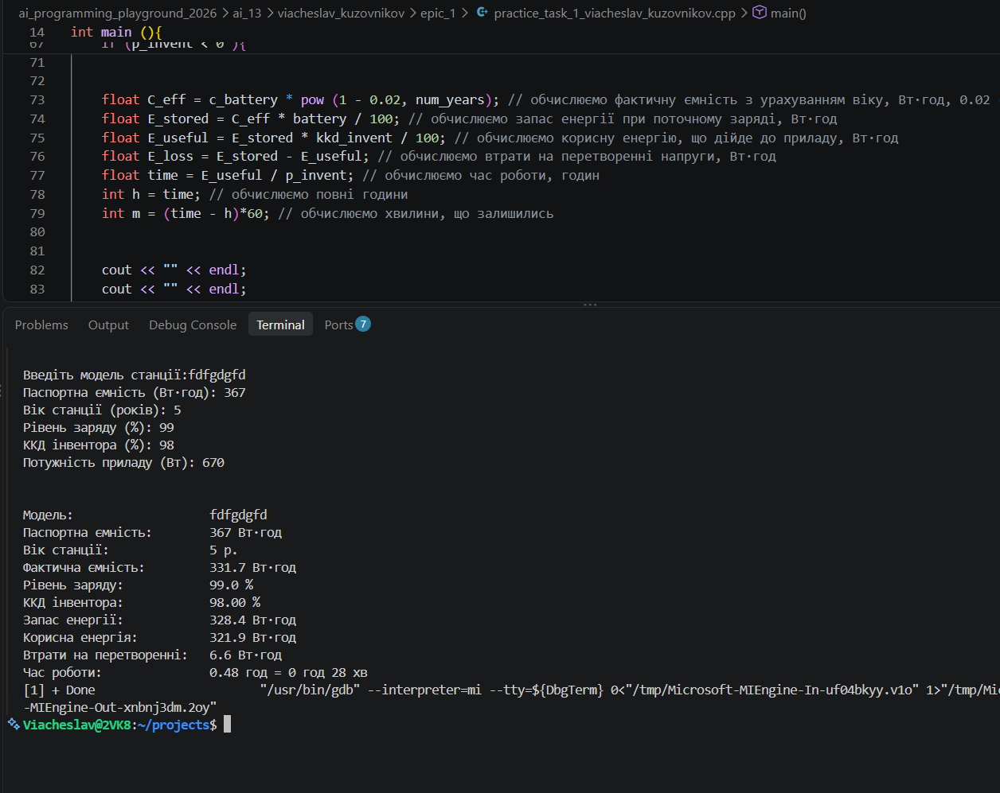 ai_programming_playground_2026 > ai_13 > viacheslav_kuzovnikov > epic_1 > practice_task_1_viacheslav_kuzovnikov.cpp > main()
14 int main (){
67 if (p_invent < 0 ){
71
72
73 float C_eff = c_battery * pow (1 - 0.02, num_years); // обчислюємо фактичну ємність з урахуванням віку, Вт·год, 0.02
74 float E_stored = C_eff * battery / 100; // обчислюємо запас енергії при поточному заряді, Вт·год
75 float E_useful = E_stored * kkd_invent / 100; // обчислюємо корисну енергію, що дійде до приладу, Вт·год
76 float E_loss = E_stored - E_useful; // обчислюємо втрати на перетворенні напруги, Вт·год
77 float time = E_useful / p_invent; // обчислюємо час роботи, годин
78 int h = time; // обчислюємо повні години
79 int m = (time - h)*60; // обчислюємо хвилини, що залишились
80
81
82 cout << "" << endl;
83 cout << "" << endl;
Problems Output Debug Console Terminal Ports 7
Введіть модель станції:fdfgdgfd
Паспортна ємність (Вт·год): 367
Вік станції (років): 5
Рівень заряду (%): 99
ККД інвентора (%): 98
Потужність приладу (Вт): 670
Модель: fdfgdgfd
Паспортна ємність: 367 Вт·год
Вік станції: 5 р.
Фактична ємність: 331.7 Вт·год
Рівень заряду: 99.0 %
ККД інвентора: 98.00 %
Запас енергії: 328.4 Вт·год
Корисна енергія: 321.9 Вт·год
Втрати на перетворенні: 6.6 Вт·год
Час роботи: 0.48 год = 0 год 28 хв
[1] + Done "/usr/bin/gdb" --interpreter=mi --tty=${DbgTerm} 0<"/tmp/Microsoft-MIEngine-In-uf04bkyy.v1o" 1>"/tmp/Mic
-MIEngine-Out-xnbnj3dm.2oy"
Viacheslav@2VK8:~/projects$